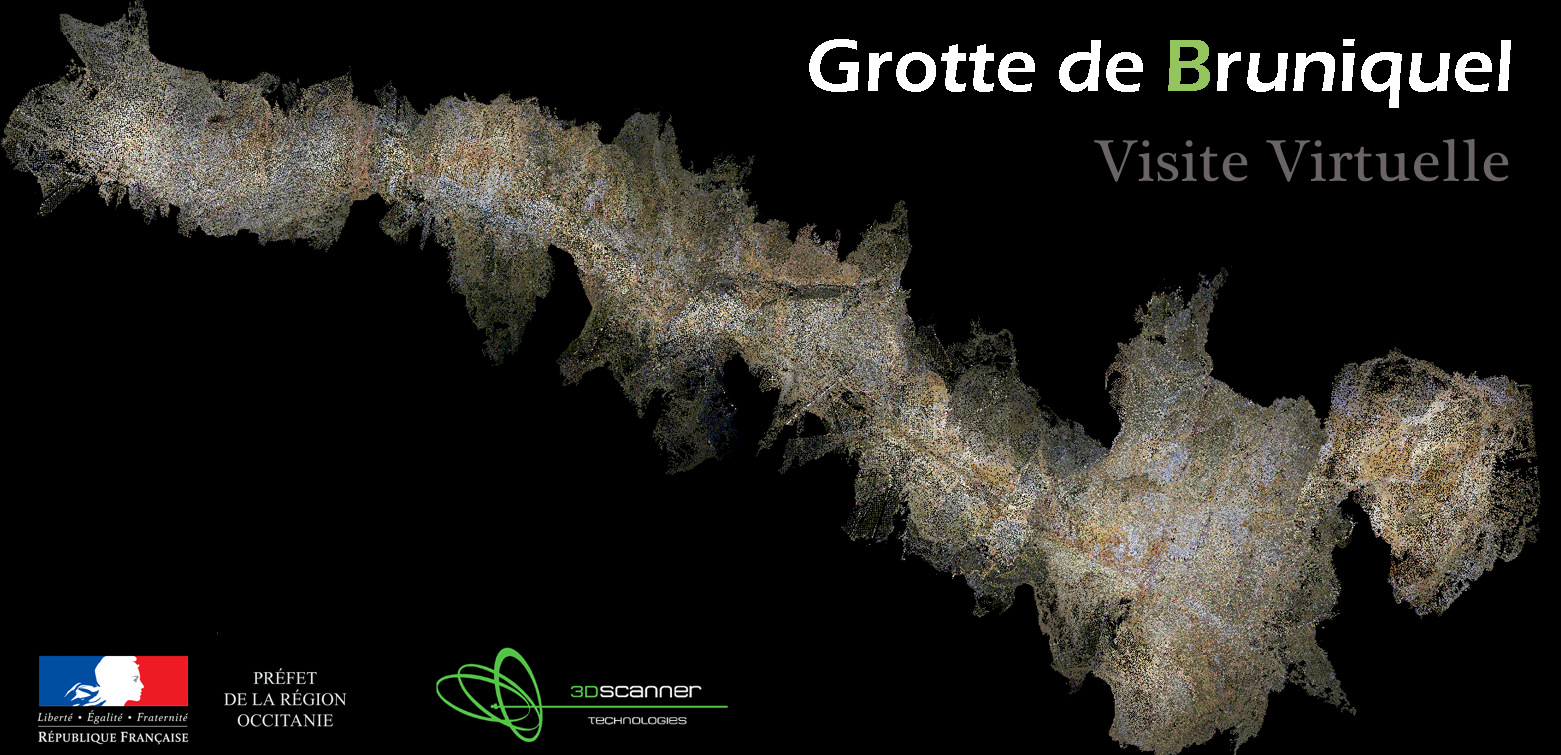 Grotte de Bruniquel
Visite Virtuelle
Liberté • Égalité • Fraternité
RÉPUBLIQUE FRANÇAISE
PRÉFET
DE LA RÉGION
OCCITANIE
3DSCANNER
TECHNOLOGIES